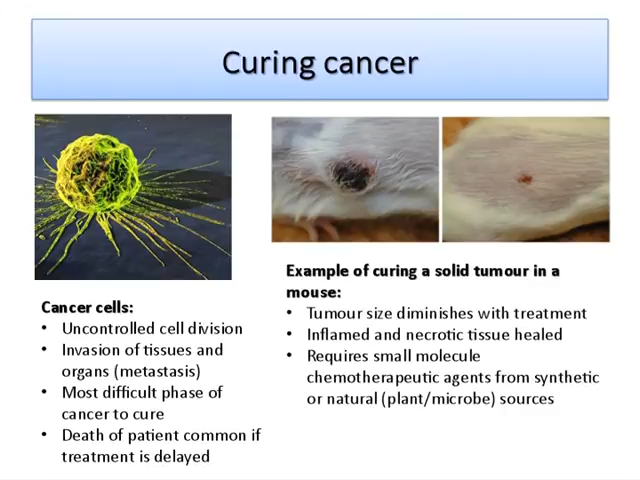 Curing cancer
Cancer cells:
• Uncontrolled cell division
• Invasion of tissues and
organs (metastasis)
• Most difficult phase of
cancer to cure
• Death of patient common if
treatment is delayed
Example of curing a solid tumour in a
mouse:
• Tumour size diminishes with treatment
• Inflamed and necrotic tissue healed
• Requires small molecule
chemotherapeutic agents from synthetic
or natural (plant/microbe) sources